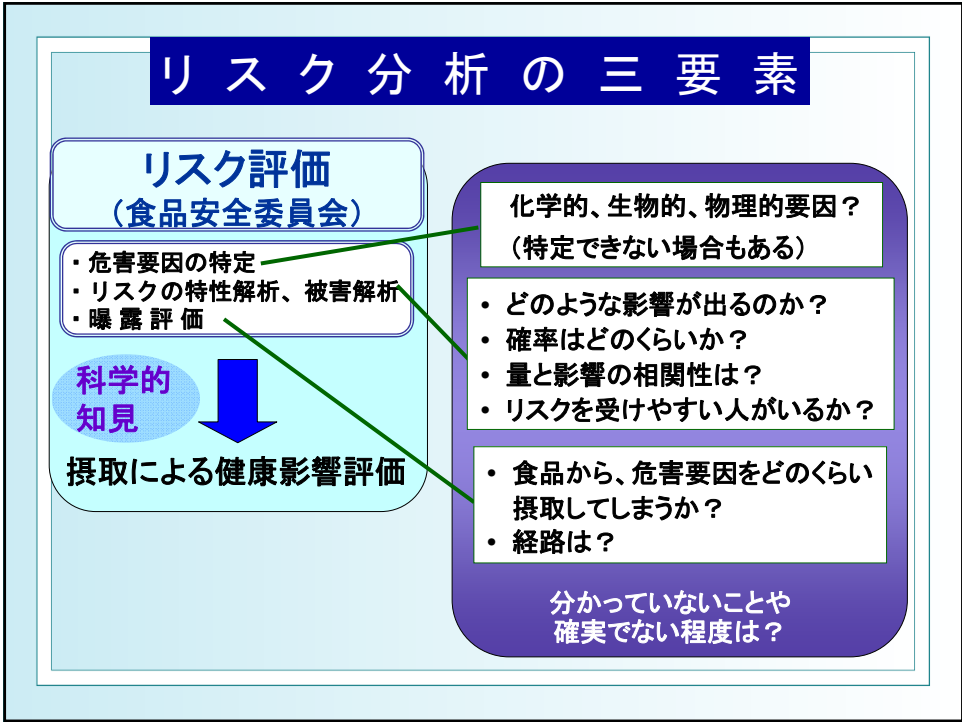 リスク分析の三要素
リスク評価
（食品安全委員会）
・危害要因の特定
・リスクの特性解析、被害解析
・曝露評価
科学的
知見
摂取による健康影響評価
化学的、生物的、物理的要因？
（特定できない場合もある）
• どのような影響が出るのか？
• 確率はどのくらいか？
• 量と影響の相関性は？
• リスクを受けやすい人がいるか？
• 食品から、危害要因をどのくらい
摂取してしまうか？
• 経路は？
分かっていないことや
確実でない程度は？